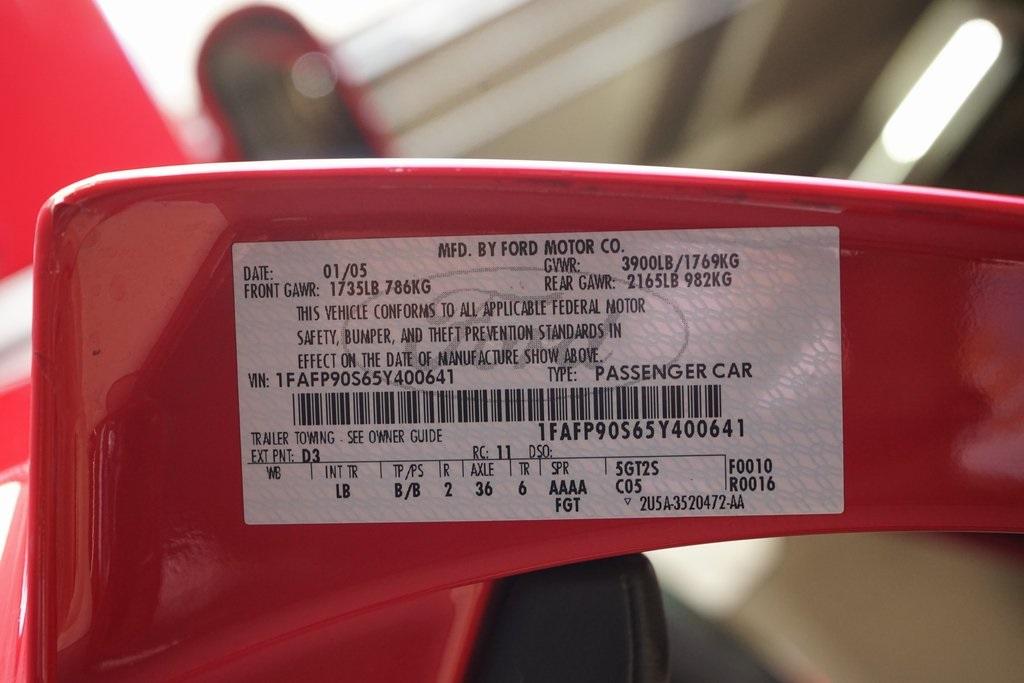 MFD. BY FORD MOTOR CO.
DATE: 01/05 GVWR: 3900LB/1769KG
FRONT GAWR: 1735LB 786KG REAR GAWR: 2165LB 982KG
THIS VEHICLE CONFORMS TO ALL APPLICABLE FEDERAL MOTOR
SAFETY, BUMPER, AND THEFT PREVENTION STANDARDS IN
EFFECT ON THE DATE OF MANUFACTURE SHOW ABOVE.
VIN: 1FAFP90S65Y400641 TYPE: PASSENGER CAR
1FAFP90S65Y400641
TRAILER TOWING - SEE OWNER GUIDE
EXT PNT: D3 RC: 11 DSO:
WB INT TR TP/PS R AXLE TR SPR 5GT2S F0010
LB B/B 2 36 6 AAAA C05 R0016
FGT ▽ 2U5A-3520472-AA
Ford